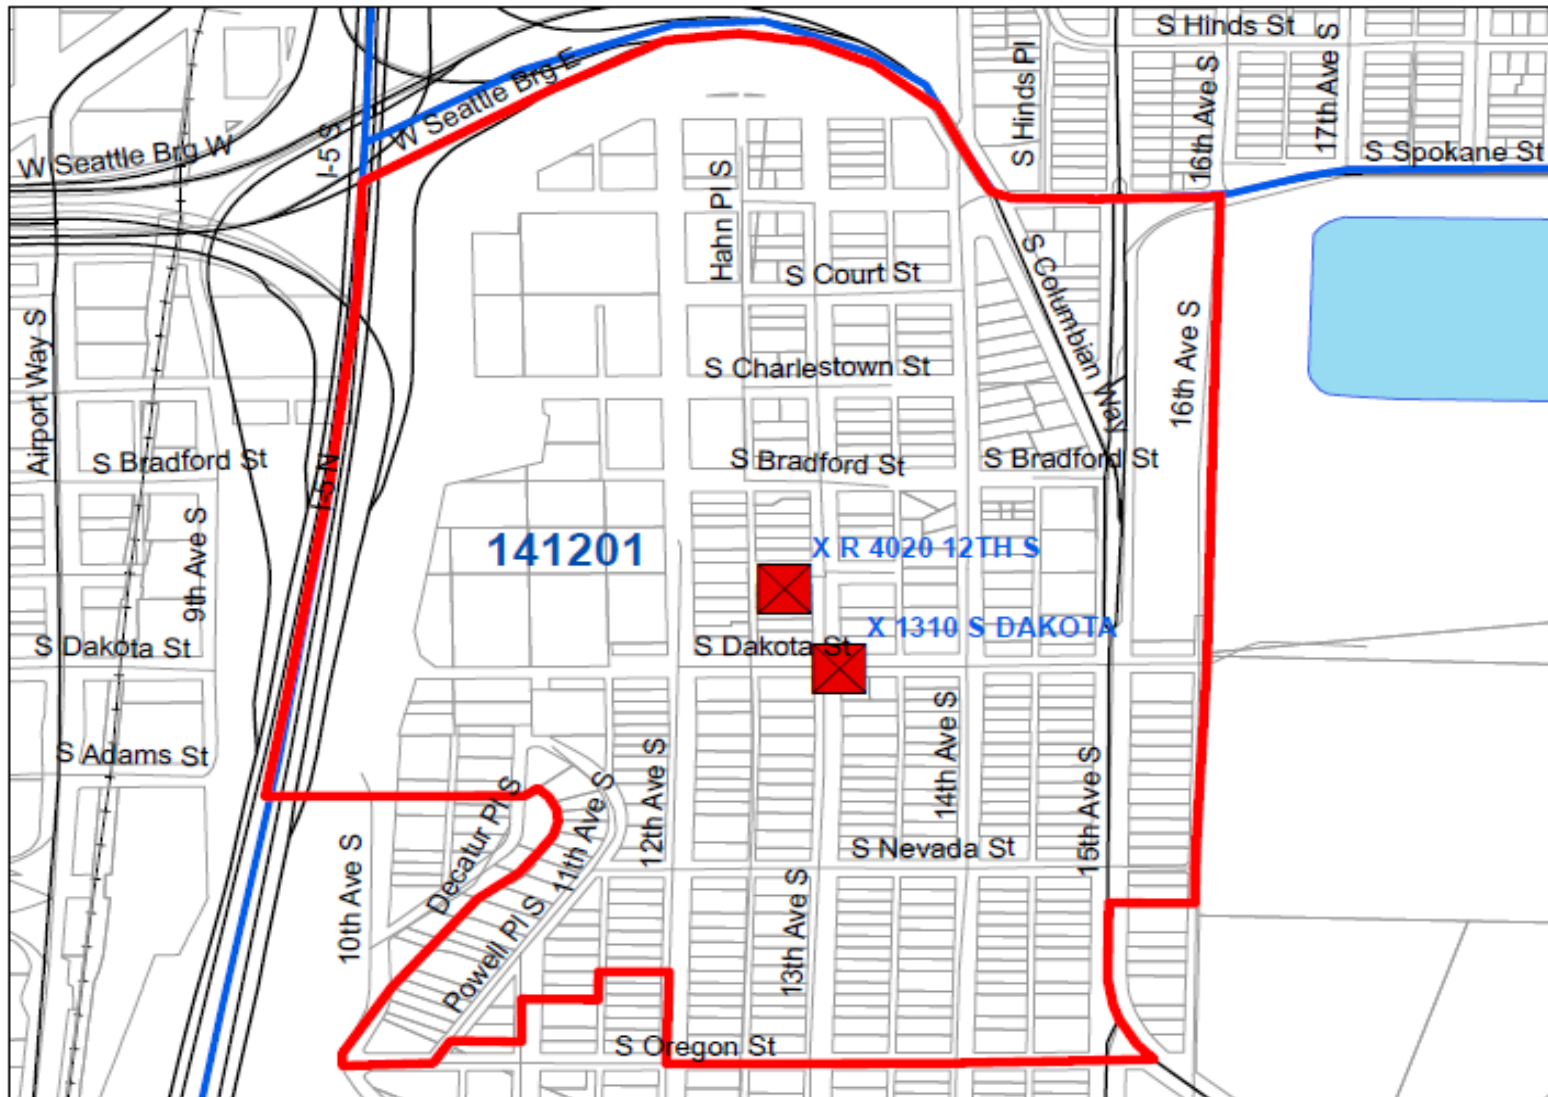 S Hinds St
S Hinds Pl
16th Ave S
17th Ave S
W Seattle Brg E
W Seattle Brg W
I-5 S
S Spokane St
Hahn Pl S
S Court St
S Columbian Way
16th Ave S
S Charlestown St
Airport Way S
S Bradford St
S Bradford St
S Bradford St
I-5 N
9th Ave S
141201
X R 4020 12TH S
X 1310 S DAKOTA
S Dakota St
S Dakota St
S Adams St
Decatur Pl S
11th Ave S
12th Ave S
14th Ave S
15th Ave S
S Nevada St
10th Ave S
Powell Pl S
13th Ave S
S Oregon St